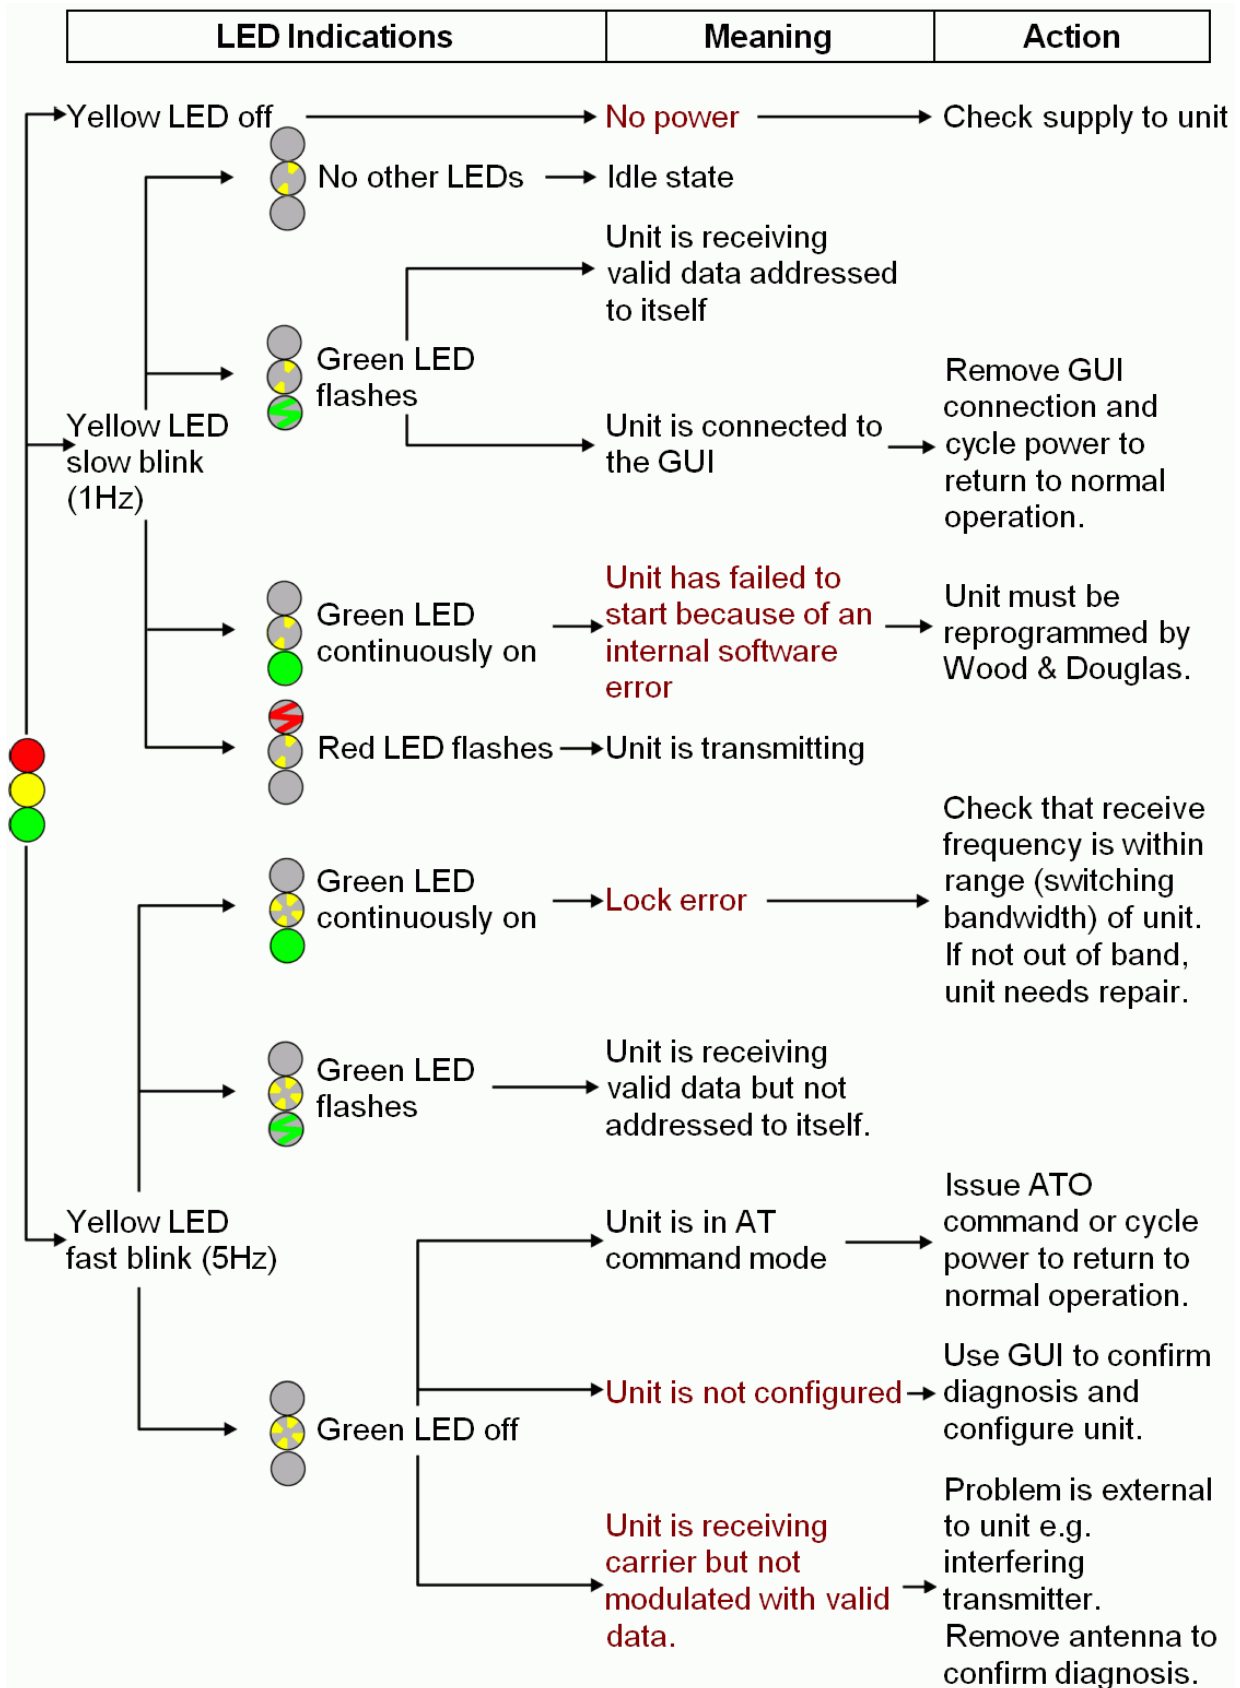 LED Indications
Meaning
Action
Yellow LED off
No power
Check supply to unit
No other LEDs
Idle state
Unit is receiving
valid data addressed
to itself
Green LED
flashes
Yellow LED
slow blink
(1Hz)
Unit is connected to
the GUI
Remove GUI
connection and
cycle power to
return to normal
operation.
Green LED
continuously on
Unit has failed to
start because of an
internal software
error
Unit must be
reprogrammed by
Wood & Douglas.
Red LED flashes
Unit is transmitting
Green LED
continuously on
Lock error
Check that receive
frequency is within
range (switching
bandwidth) of unit.
If not out of band,
unit needs repair.
Green LED
flashes
Unit is receiving
valid data but not
addressed to itself.
Yellow LED
fast blink (5Hz)
Unit is in AT
command mode
Issue ATO
command or cycle
power to return to
normal operation.
Green LED off
Unit is not configured
Use GUI to confirm
diagnosis and
configure unit.
Unit is receiving
carrier but not
modulated with valid
data.
Problem is external
to unit e.g.
interfering
transmitter.
Remove antenna to
confirm diagnosis.